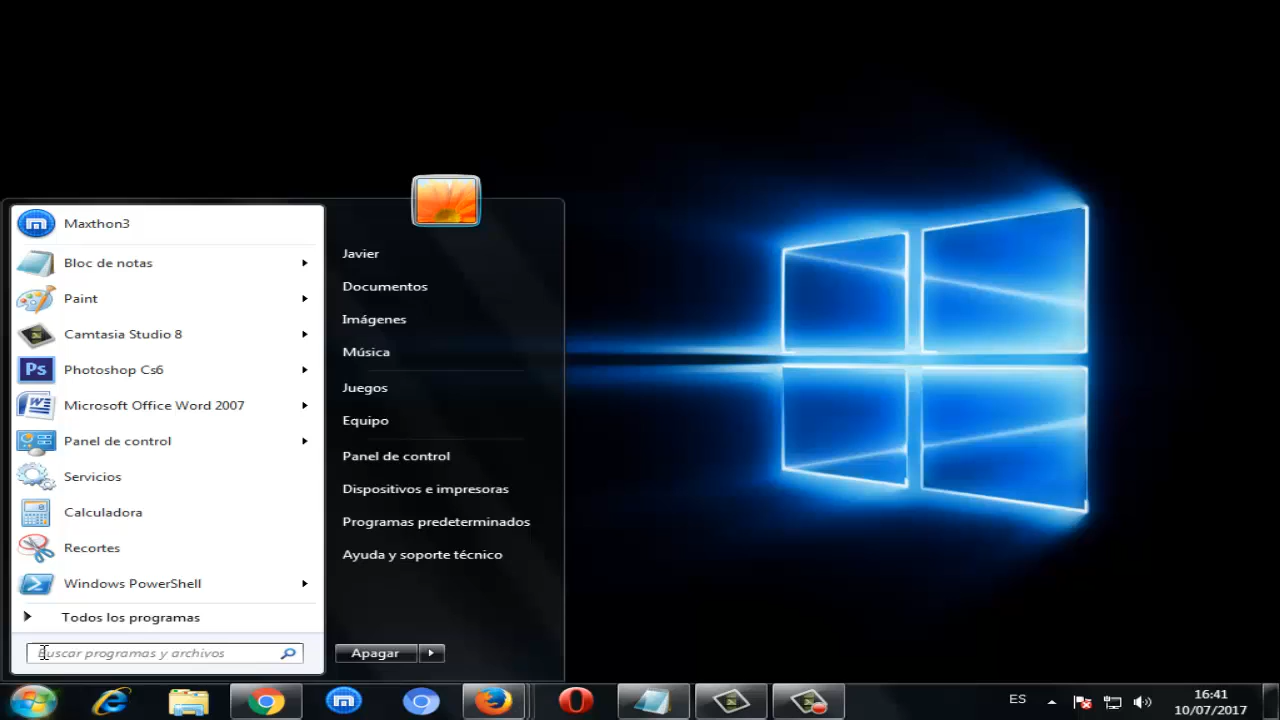 Maxthon3
Bloc de notas
Paint
Camtasia Studio 8
Ps Photoshop Cs6
Microsoft Office Word 2007
Panel de control
Servicios
Calculadora
Recortes
Windows PowerShell
Todos los programas
Buscar programas y archivos
Javier
Documentos
Imágenes
Música
Juegos
Equipo
Panel de control
Dispositivos e impresoras
Programas predeterminados
Ayuda y soporte técnico
Apagar
ES
16:41
10/07/2017